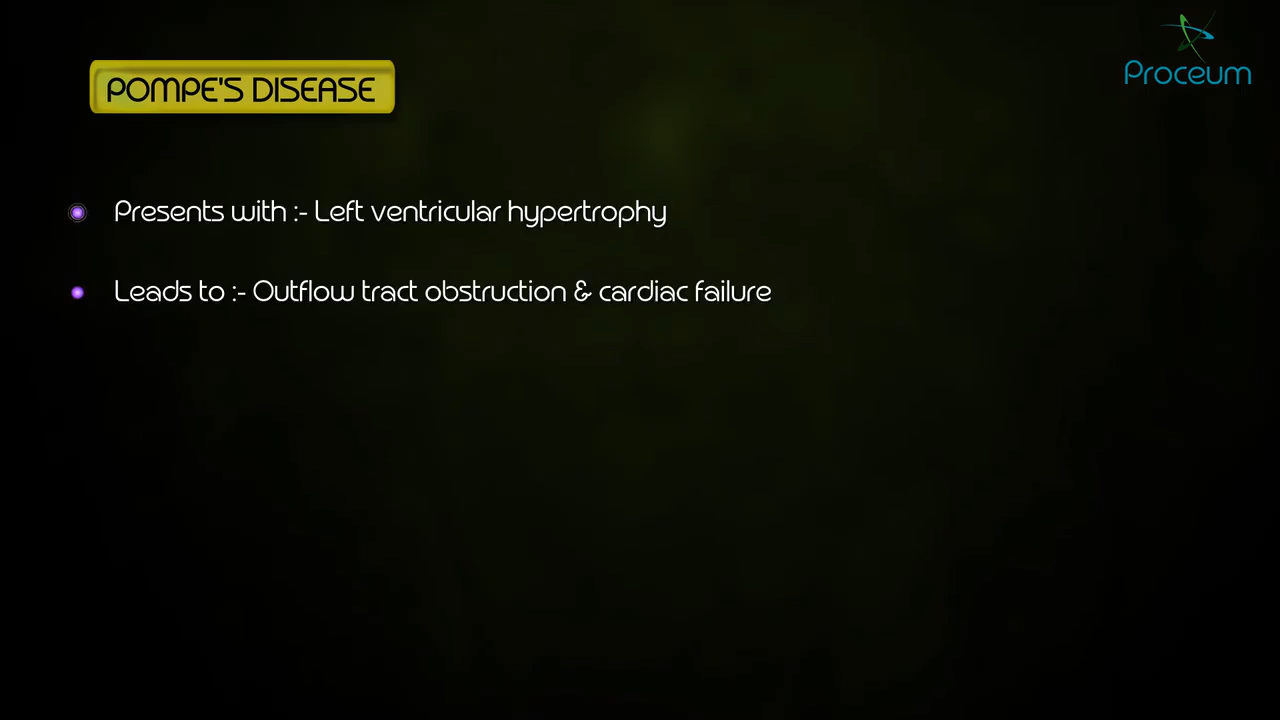 Proceum
POMPE'S DISEASE
Presents with :- Left ventricular hypertrophy
Leads to :- Outflow tract obstruction & cardiac failure